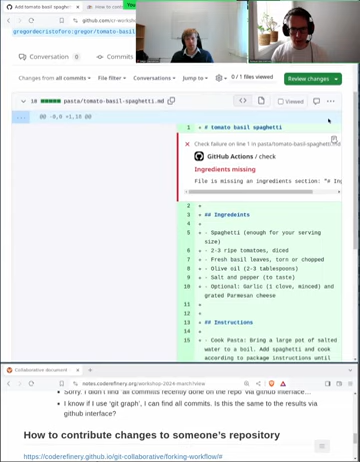 Add tomato basil spaghet
How to cont
You
github.com/cr-worksho
gregordecristoforo:gregor/tomato-basil
Conversation 0
Commits
Changes from all commits
File filter
Conversations
Jump to
0 / 1 files viewed
Review changes
18
pasta/tomato-basil-spaghetti.md
Viewed
...
@@ -0,0 +1,18 @@
1 + # tomato basil spaghetti
Check failure on line 1 in pasta/tomato-basil-spaghetti.md
GitHub Actions / check
Ingredients missing
File is missing an ingredients section: "# In
2 +
3 + ## Ingredeints
4 +
5 + - Spaghetti (enough for your serving
size)
6 + - 2-3 ripe tomatoes, diced
7 + - Fresh basil leaves, torn or chopped
8 + - Olive oil (2-3 tablespoons)
9 + - Salt and pepper (to taste)
10 + - Optional: Garlic (1 clove, minced) and
grated Parmesan cheese
11 +
12 +
13 + ## Instructions
14 +
15 + - Cook Pasta: Bring a large pot of salted
water to a boil. Add spaghetti and cook
according to package instructions until
Collaborative document
notes.coderefinery.org/workshop-2024-march?view
Sorry. I didn't find all commits recently done on the repo via github interface...
I know if I use 'git graph', I can find all commits. Is this the same to the results via
github interface?
How to contribute changes to someone's repository
https://coderefinery.github.io/git-collaborative/forking-workflow/#